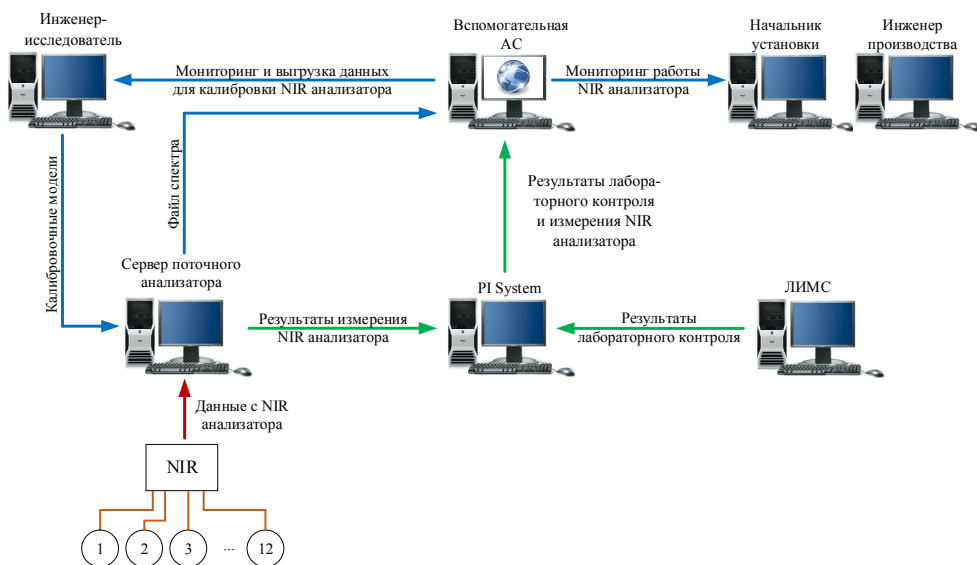 Инженер-
исследователь
Вспомогательная
АС
Начальник
установки
Инженер
производства
Мониторинг и выгрузка данных
для калибровки NIR анализатора
Мониторинг работы
NIR анализатора
Калибровочные модели
Файл спектра
Результаты лабора-
торного контроля
и измерения NIR
анализатора
Сервер поточного
анализатора
PI System
ЛИМС
Результаты измерения
NIR анализатора
Результаты
лабораторного контроля
Данные с NIR
анализатора
NIR
1 2 3 ... 12